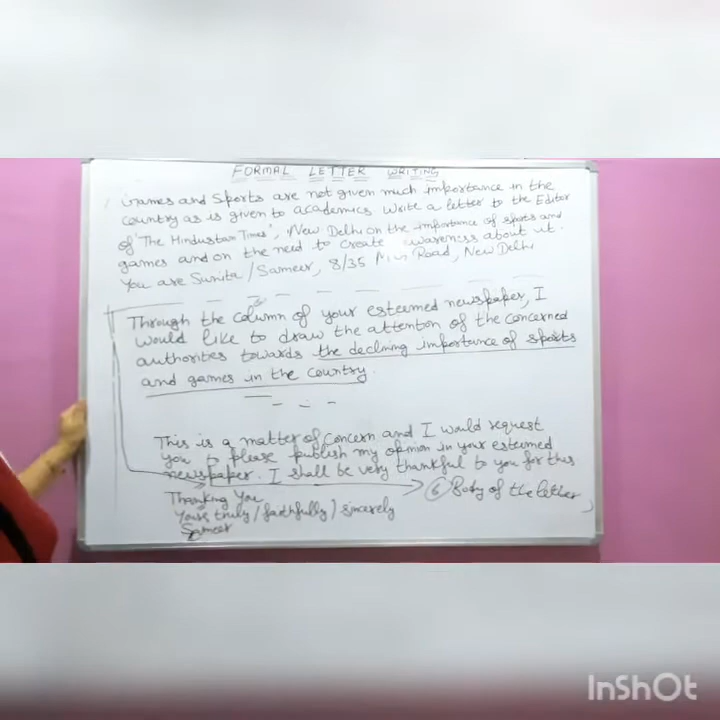 FORMAL LETTER WRITING
Games and Sports are not given much importance in the
country as is given to academics. Write a letter to the Editor
of 'The Hindustan Times', New Delhi on the importance of sports and
games and on the need to create awareness about it.
You are Sunita / Sameer, 8/35 Road, New Delhi
Through the column of your esteemed newspaper, I
would like to draw the attention of the concerned
authorites towards the declining importance of sports
and games in the country.
This is a matter of concern and I would request
you to please publish my opinion in your esteemed
newspaper. I shall be very thankful to you for this
6 Body of the letter
Thanking You
Yours truly / faithfully / sincerely
Sameer
InShOt